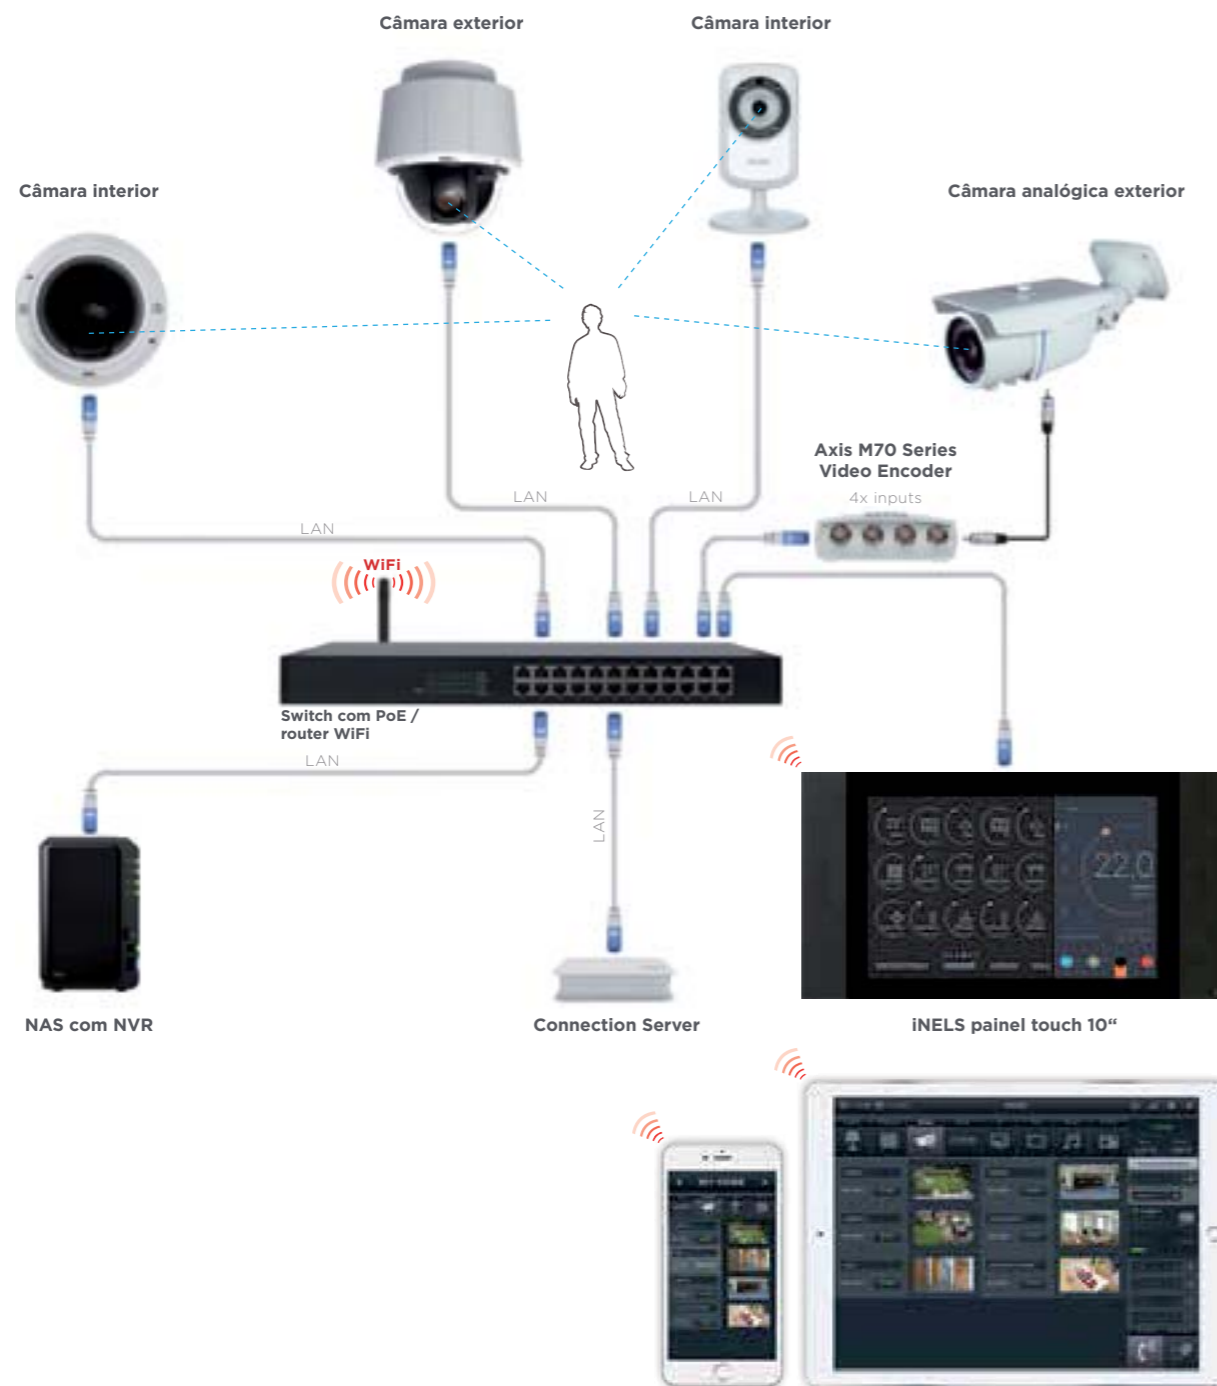 Câmara exterior
Câmara interior
Câmara interior
Câmara analógica exterior
Axis M70 Series
Video Encoder
4x inputs
LAN
LAN
LAN
WiFi
Switch com PoE /
router WiFi
LAN
LAN
22,0
NAS com NVR
Connection Server
iNELS painel touch 10“
MY HOME